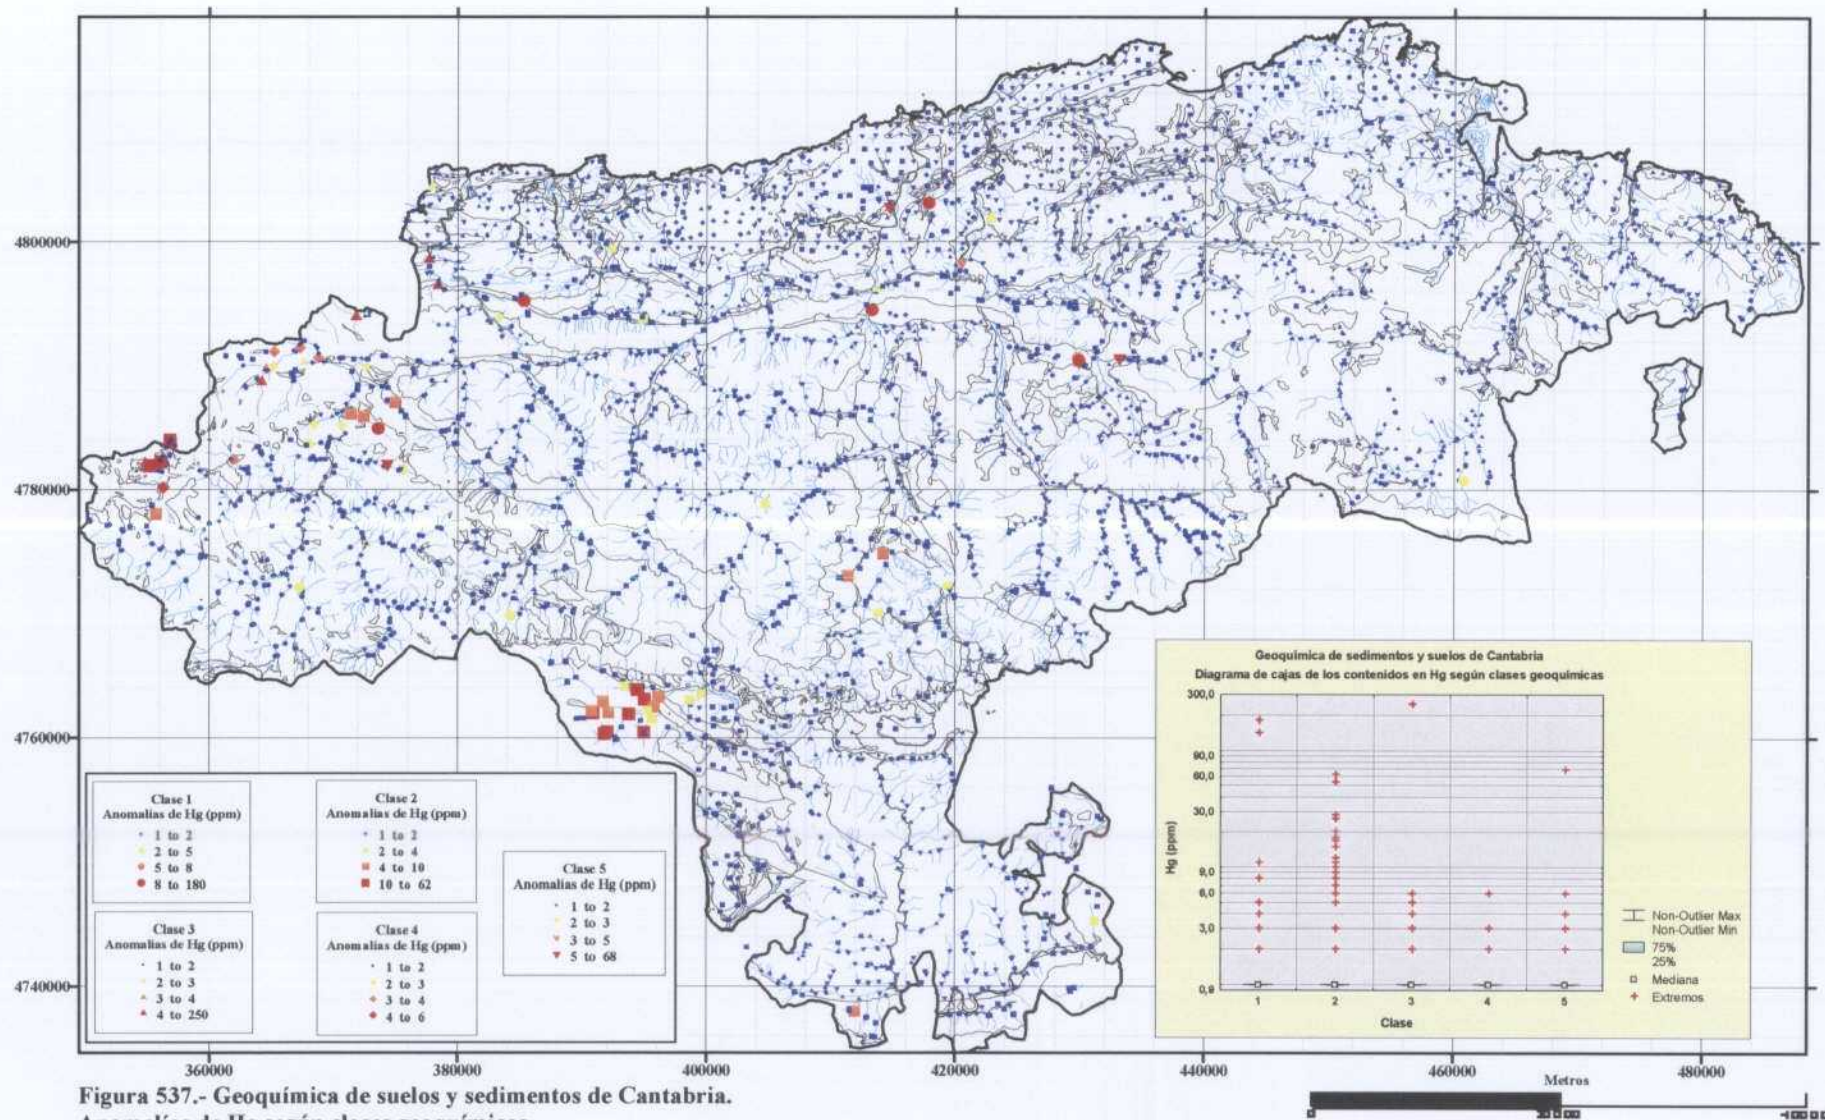 4800000
4780000
4760000
4740000
360000
380000
400000
420000
440000
460000
480000
Clase 1
Anomalías de Hg (ppm)
1 to 2
2 to 5
5 to 8
8 to 180
Clase 2
Anomalías de Hg (ppm)
1 to 2
2 to 4
4 to 10
10 to 62
Clase 3
Anomalías de Hg (ppm)
1 to 2
2 to 3
3 to 4
4 to 250
Clase 4
Anomalías de Hg (ppm)
1 to 2
2 to 3
3 to 4
4 to 6
Clase 5
Anomalías de Hg (ppm)
1 to 2
2 to 3
3 to 5
5 to 68
Geoquímica de sedimentos y suelos de Cantabria
Diagrama de cajas de los contenidos en Hg según clases geoquímicas
300,0
90,0
60,0
30,0
9,0
6,0
3,0
0,9
Hg (ppm)
1
2
3
4
5
Clase
Non-Outlier Max
Non-Outlier Min
75%
25%
Mediana
Extremos
Metros
Figura 537.- Geoquímica de suelos y sedimentos de Cantabria.
Anomalías de Hg según clases geoquímicas